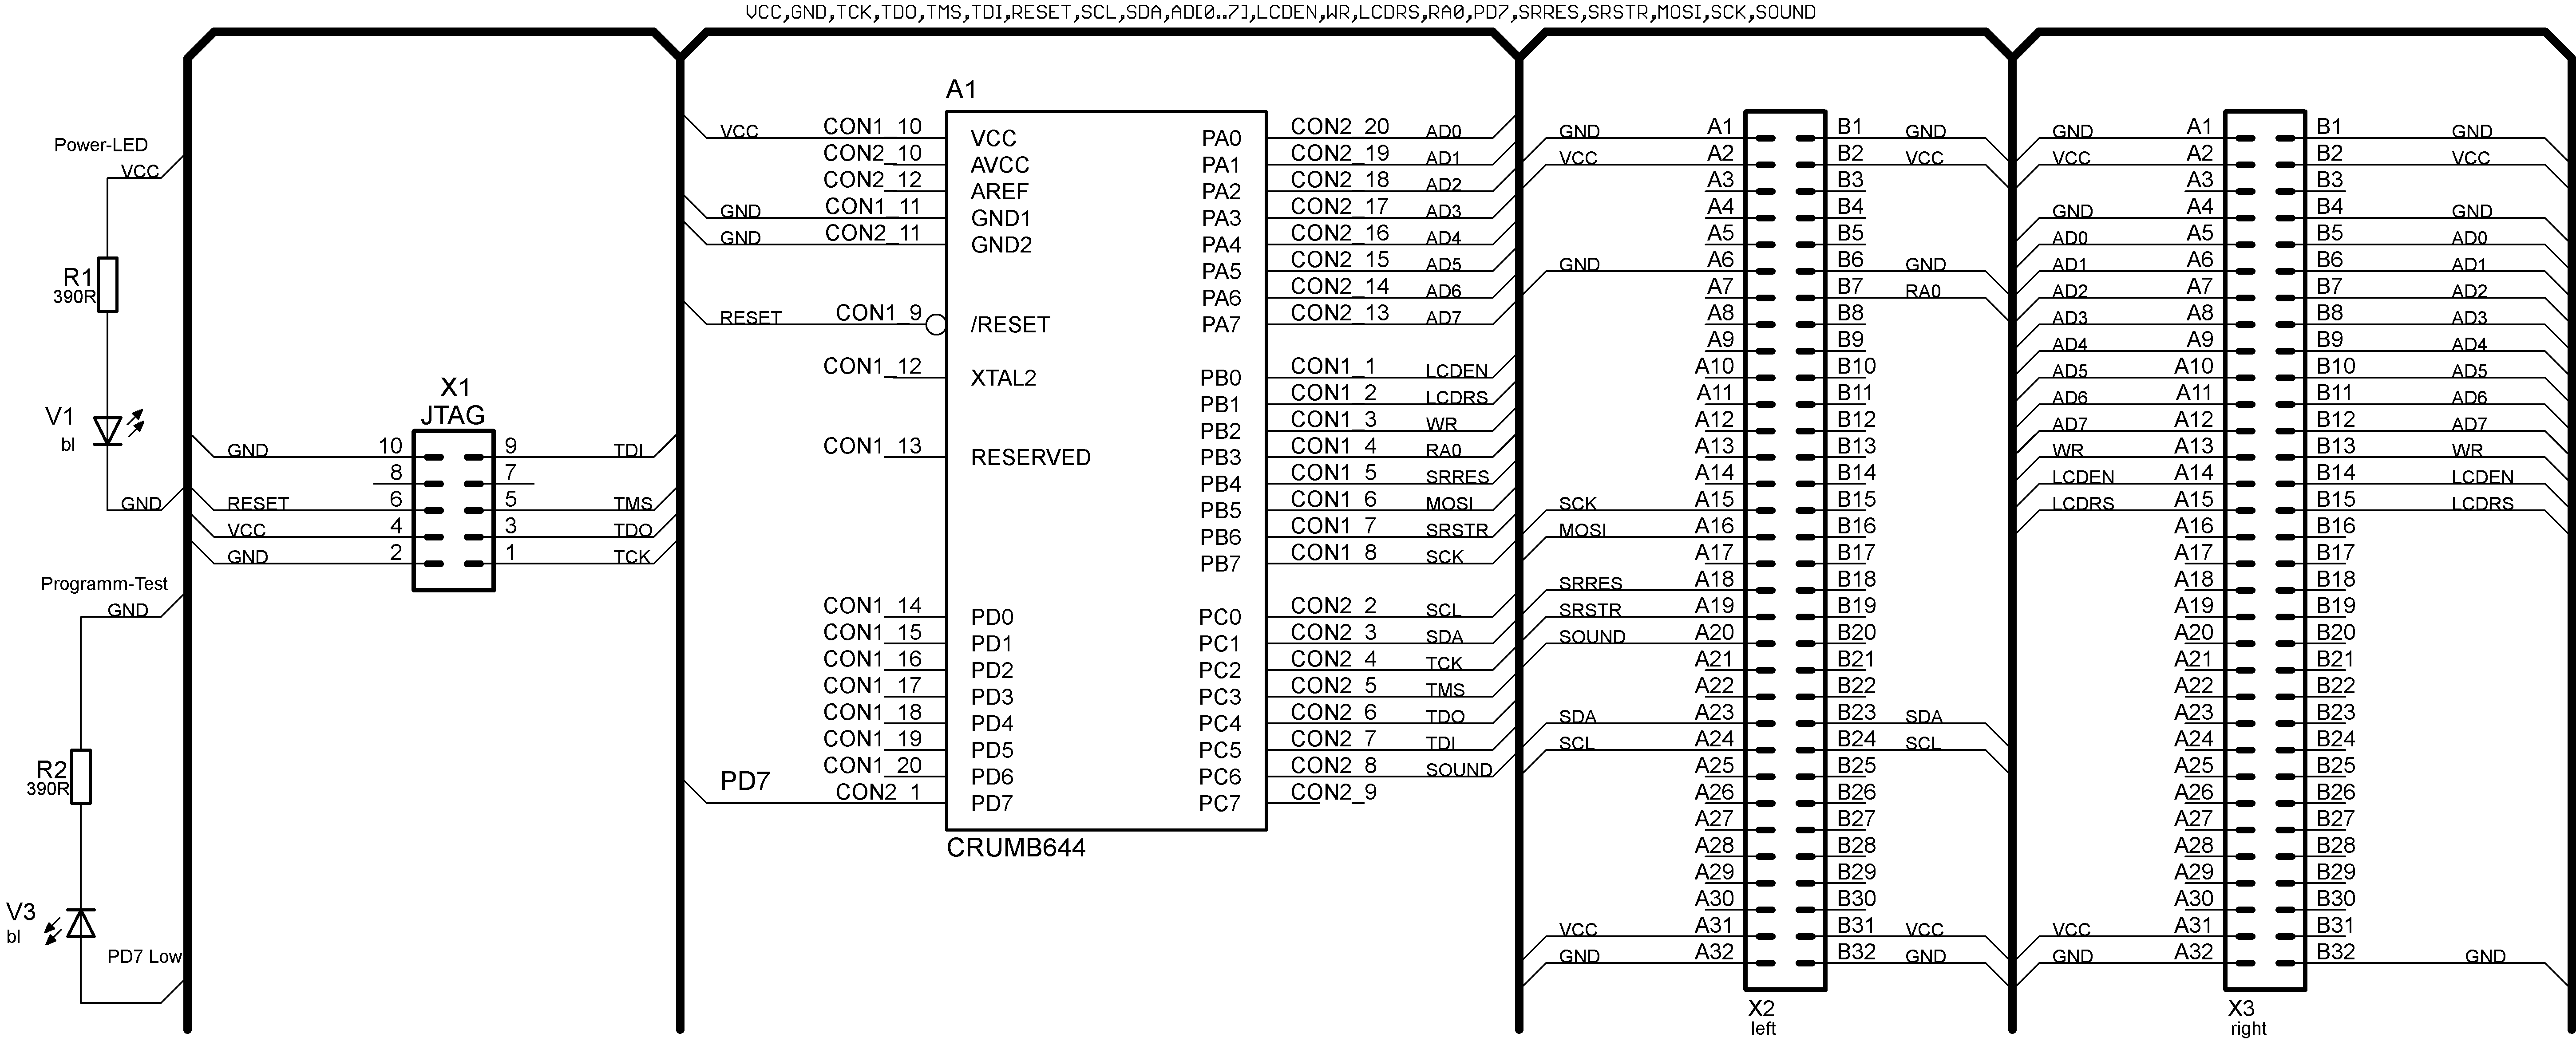 VCC,GND,TCK,TDO,TMS,TDI,RESET,SCL,SDA,AD[0..7],LCDEN,WR,LCDRS,RA0,PD7,SRRES,SRSTR,MOSI,SCK,SOUND
Power-LED
VCC
R1
390R
V1
bl
GND
Programm-Test
GND
R2
390R
V3
bl
PD7 Low
X1
JTAG
GND 10 9 TDI
8 7
RESET 6 5 TMS
VCC 4 3 TDO
GND 2 1 TCK
A1
VCC CON1_10 VCC PA0 CON2_20 AD0
CON2_10 AVCC PA1 CON2_19 AD1
CON2_12 AREF PA2 CON2_18 AD2
GND CON1_11 GND1 PA3 CON2_17 AD3
GND CON2_11 GND2 PA4 CON2_16 AD4
PA5 CON2_15 AD5
PA6 CON2_14 AD6
RESET CON1_9 /RESET PA7 CON2_13 AD7
CON1_12 XTAL2 PB0 CON1_1 LCDEN
PB1 CON1_2 LCDRS
PB2 CON1_3 WR
CON1_13 RESERVED PB3 CON1_4 RA0
PB4 CON1_5 SRRES
PB5 CON1_6 MOSI
PB6 CON1_7 SRSTR
PB7 CON1_8 SCK
CON1_14 PD0 PC0 CON2_2 SCL
CON1_15 PD1 PC1 CON2_3 SDA
CON1_16 PD2 PC2 CON2_4 TCK
CON1_17 PD3 PC3 CON2_5 TMS
CON1_18 PD4 PC4 CON2_6 TDO
CON1_19 PD5 PC5 CON2_7 TDI
CON1_20 PD6 PC6 CON2_8 SOUND
PD7 CON2_1 PD7 PC7 CON2_9
CRUMB644
GND A1 B1 GND
VCC A2 B2 VCC
A3 B3
A4 B4
A5 B5
GND A6 B6 GND
A7 B7 RA0
A8 B8
A9 B9
A10 B10
A11 B11
A12 B12
A13 B13
A14 B14
SCK A15 B15
MOSI A16 B16
A17 B17
SRRES A18 B18
SRSTR A19 B19
SOUND A20 B20
A21 B21
A22 B22
SDA A23 B23 SDA
SCL A24 B24 SCL
A25 B25
A26 B26
A27 B27
A28 B28
A29 B29
A30 B30
VCC A31 B31 VCC
GND A32 B32 GND
X2
left
GND A1 B1 GND
VCC A2 B2 VCC
A3 B3
GND A4 B4 GND
AD0 A5 B5 AD0
AD1 A6 B6 AD1
AD2 A7 B7 AD2
AD3 A8 B8 AD3
AD4 A9 B9 AD4
AD5 A10 B10 AD5
AD6 A11 B11 AD6
AD7 A12 B12 AD7
WR A13 B13 WR
LCDEN A14 B14 LCDEN
LCDRS A15 B15 LCDRS
A16 B16
A17 B17
A18 B18
A19 B19
A20 B20
A21 B21
A22 B22
A23 B23
A24 B24
A25 B25
A26 B26
A27 B27
A28 B28
A29 B29
A30 B30
VCC A31 B31
GND A32 B32 GND
X3
right